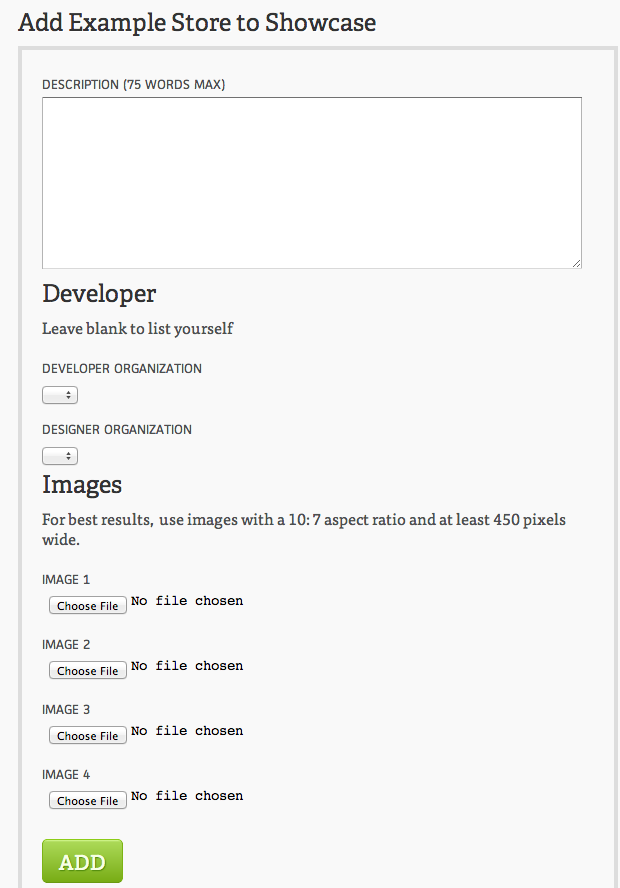 Add Example Store to Showcase
DESCRIPTION (75 WORDS MAX)
Developer
Leave blank to list yourself
DEVELOPER ORGANIZATION
DESIGNER ORGANIZATION
Images
For best results, use images with a 10:7 aspect ratio and at least 450 pixels
wide.
IMAGE 1
Choose File No file chosen
IMAGE 2
Choose File No file chosen
IMAGE 3
Choose File No file chosen
IMAGE 4
Choose File No file chosen
ADD